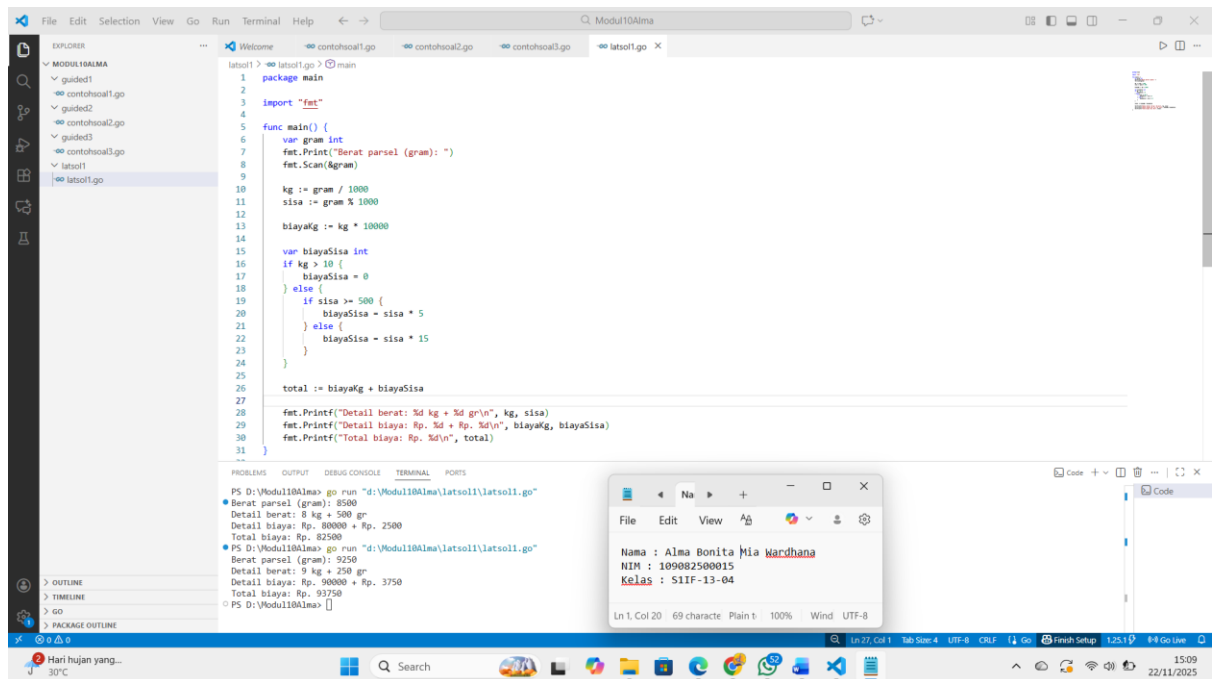 File Edit Selection View Go Run Terminal Help
Modul10Alma
EXPLORER
MODUL10ALMA
guided1
contohsoal1.go
guided2
contohsoal2.go
guided3
contohsoal3.go
latsol1
latsol1.go
OUTLINE
TIMELINE
GO
PACKAGE OUTLINE
Welcome contohsoal1.go contohsoal2.go contohsoal3.go latsol1.go
latsol1 > latsol1.go > main
1 package main
2
3 import "fmt"
4
5 func main() {
6 var gram int
7 fmt.Print("Berat parsel (gram): ")
8 fmt.Scan(&gram)
9
10 kg := gram / 1000
11 sisa := gram % 1000
12
13 biayaKg := kg * 10000
14
15 var biayaSisa int
16 if kg > 10 {
17 biayaSisa = 0
18 } else {
19 if sisa >= 500 {
20 biayaSisa = sisa * 5
21 } else {
22 biayaSisa = sisa * 15
23 }
24 }
25
26 total := biayaKg + biayaSisa
27
28 fmt.Printf("Detail berat: %d kg + %d gr\n", kg, sisa)
29 fmt.Printf("Detail biaya: Rp. %d + Rp. %d\n", biayaKg, biayaSisa)
30 fmt.Printf("Total biaya: Rp. %d\n", total)
31 }
PROBLEMS OUTPUT DEBUG CONSOLE TERMINAL PORTS
Code
Code
PS D:\Modul10Alma> go run "d:\Modul10Alma\latsol1\latsol1.go"
Berat parsel (gram): 8500
Detail berat: 8 kg + 500 gr
Detail biaya: Rp. 80000 + Rp. 2500
Total biaya: Rp. 82500
PS D:\Modul10Alma> go run "d:\Modul10Alma\latsol1\latsol1.go"
Berat parsel (gram): 9250
Detail berat: 9 kg + 250 gr
Detail biaya: Rp. 90000 + Rp. 3750
Total biaya: Rp. 93750
PS D:\Modul10Alma>
Na
File Edit View
Nama : Alma Bonita Mia Wardhana
NIM : 109082500015
Kelas : S1IF-13-04
Ln 1, Col 20 69 characte Plain t 100% Wind UTF-8
0 0 Ln 27, Col 1 Tab Size: 4 UTF-8 CRLF Go Finish Setup 1.25.1 Go Live
2 Hari hujan yang...
30°C
Search
52
15:09
22/11/2025